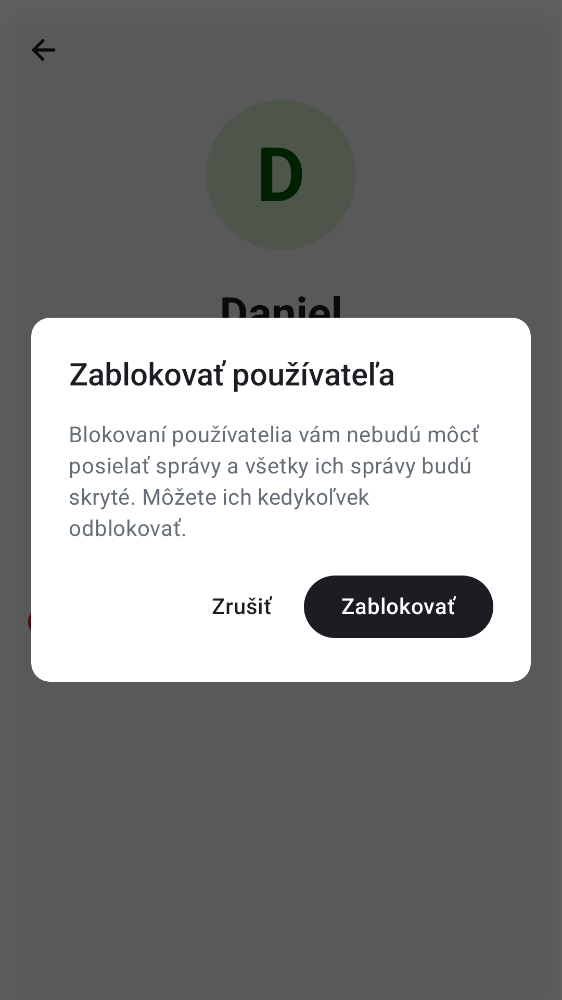 D
Daniel
Zablokovať používateľa
Blokovaní používatelia vám nebudú môcť
posielať správy a všetky ich správy budú
skryté. Môžete ich kedykoľvek
odblokovať.
Zrušiť
Zablokovať